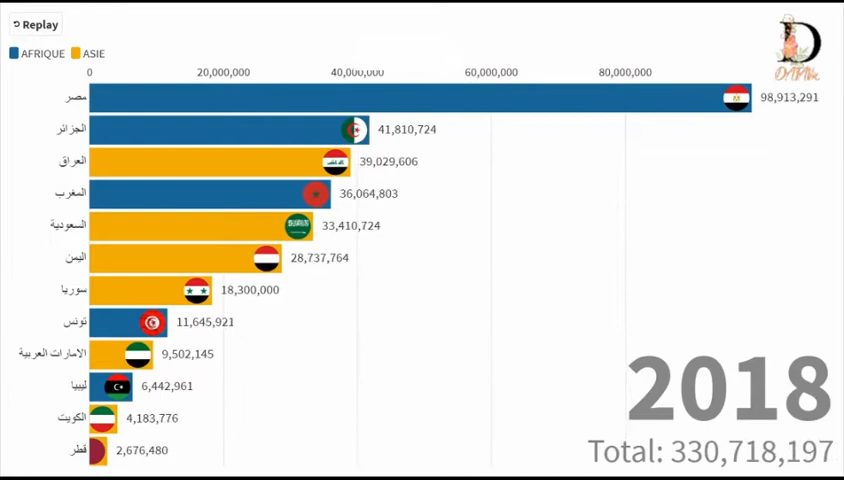 Replay
AFRIQUE ASIE
0 20,000,000 40,000,000 60,000,000 80,000,000
مصر 98,913,291
الجزائر 41,810,724
العراق 39,029,606
المغرب 36,064,803
السعودية 33,410,724
اليمن 28,737,764
سوريا 18,300,000
تونس 11,645,921
الامارات العربية 9,502,145
ليبيا 6,442,961
الكويت 4,183,776
قطر 2,676,480
2018
Total: 330,718,197
D